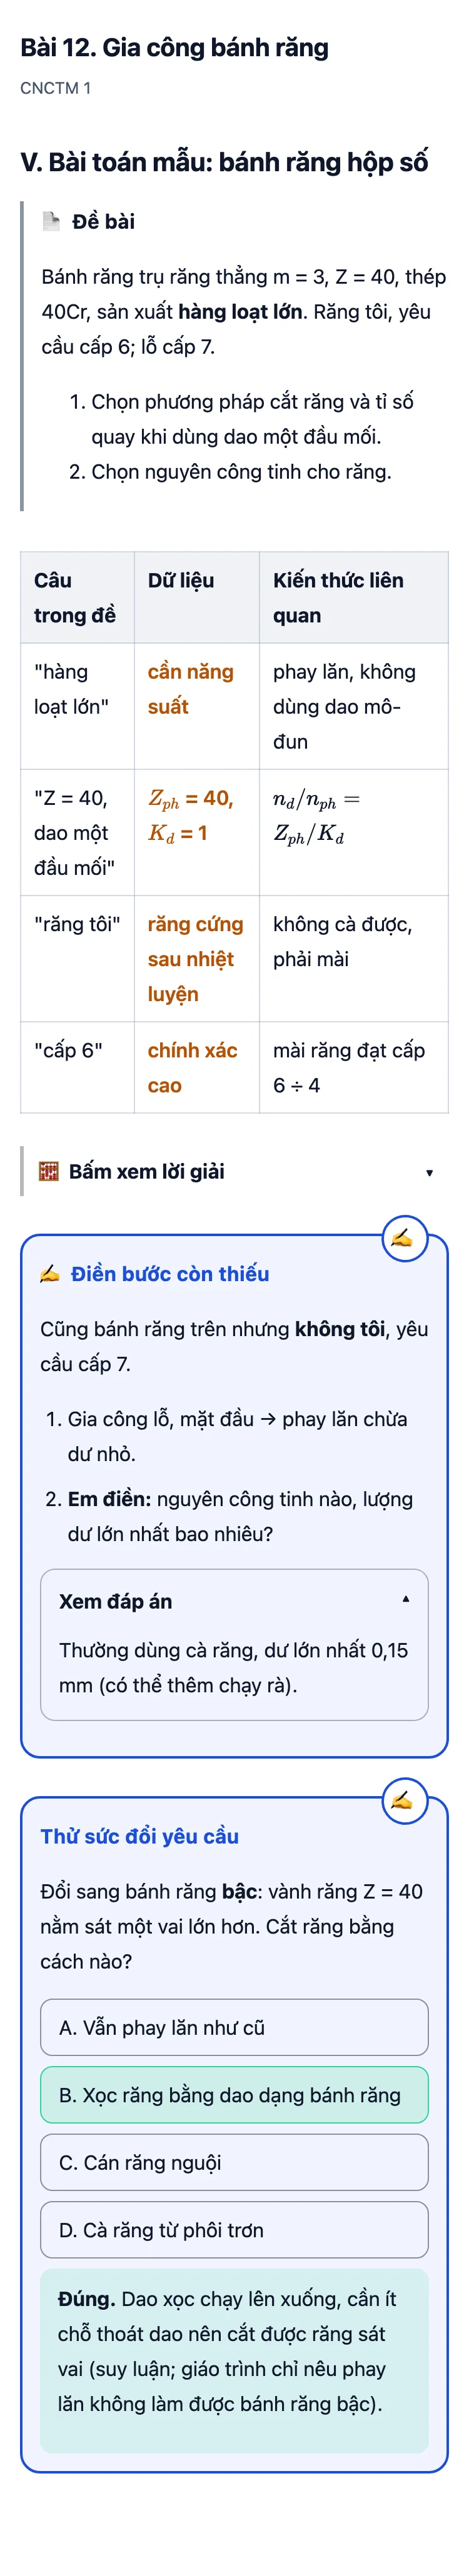 Bài 12. Gia công bánh răng
CNCTM 1
V. Bài toán mẫu: bánh răng hộp số
Đề bài
Bánh răng trụ răng thẳng m = 3, Z = 40, thép
40Cr, sản xuất hàng loạt lớn. Răng tôi, yêu
cầu cấp 6; lỗ cấp 7.
1. Chọn phương pháp cắt răng và tỉ số
quay khi dùng dao một đầu mối.
2. Chọn nguyên công tinh cho răng.
Câu
trong đề
Dữ liệu
Kiến thức liên
quan
"hàng
loạt lớn"
cần năng
suất
phay lăn, không
dùng dao mô-
đun
"Z = 40,
dao một
đầu mối"
Z_ph = 40,
K_d = 1
n_d/n_ph =
Z_ph/K_d
"răng tôi"
răng cứng
sau nhiệt
luyện
không cà được,
phải mài
"cấp 6"
chính xác
cao
mài răng đạt cấp
6 ÷ 4
Bấm xem lời giải ▼
Điền bước còn thiếu
Cũng bánh răng trên nhưng không tôi, yêu
cầu cấp 7.
1. Gia công lỗ, mặt đầu → phay lăn chừa
dư nhỏ.
2. Em điền: nguyên công tinh nào, lượng
dư lớn nhất bao nhiêu?
Xem đáp án ▲
Thường dùng cà răng, dư lớn nhất 0,15
mm (có thể thêm chạy rà).
Thử sức đổi yêu cầu
Đổi sang bánh răng bậc: vành răng Z = 40
nằm sát một vai lớn hơn. Cắt răng bằng
cách nào?
A. Vẫn phay lăn như cũ
B. Xọc răng bằng dao dạng bánh răng
C. Cán răng nguội
D. Cà răng từ phôi trơn
Đúng. Dao xọc chạy lên xuống, cần ít
chỗ thoát dao nên cắt được răng sát
vai (suy luận; giáo trình chỉ nêu phay
lăn không làm được bánh răng bậc).